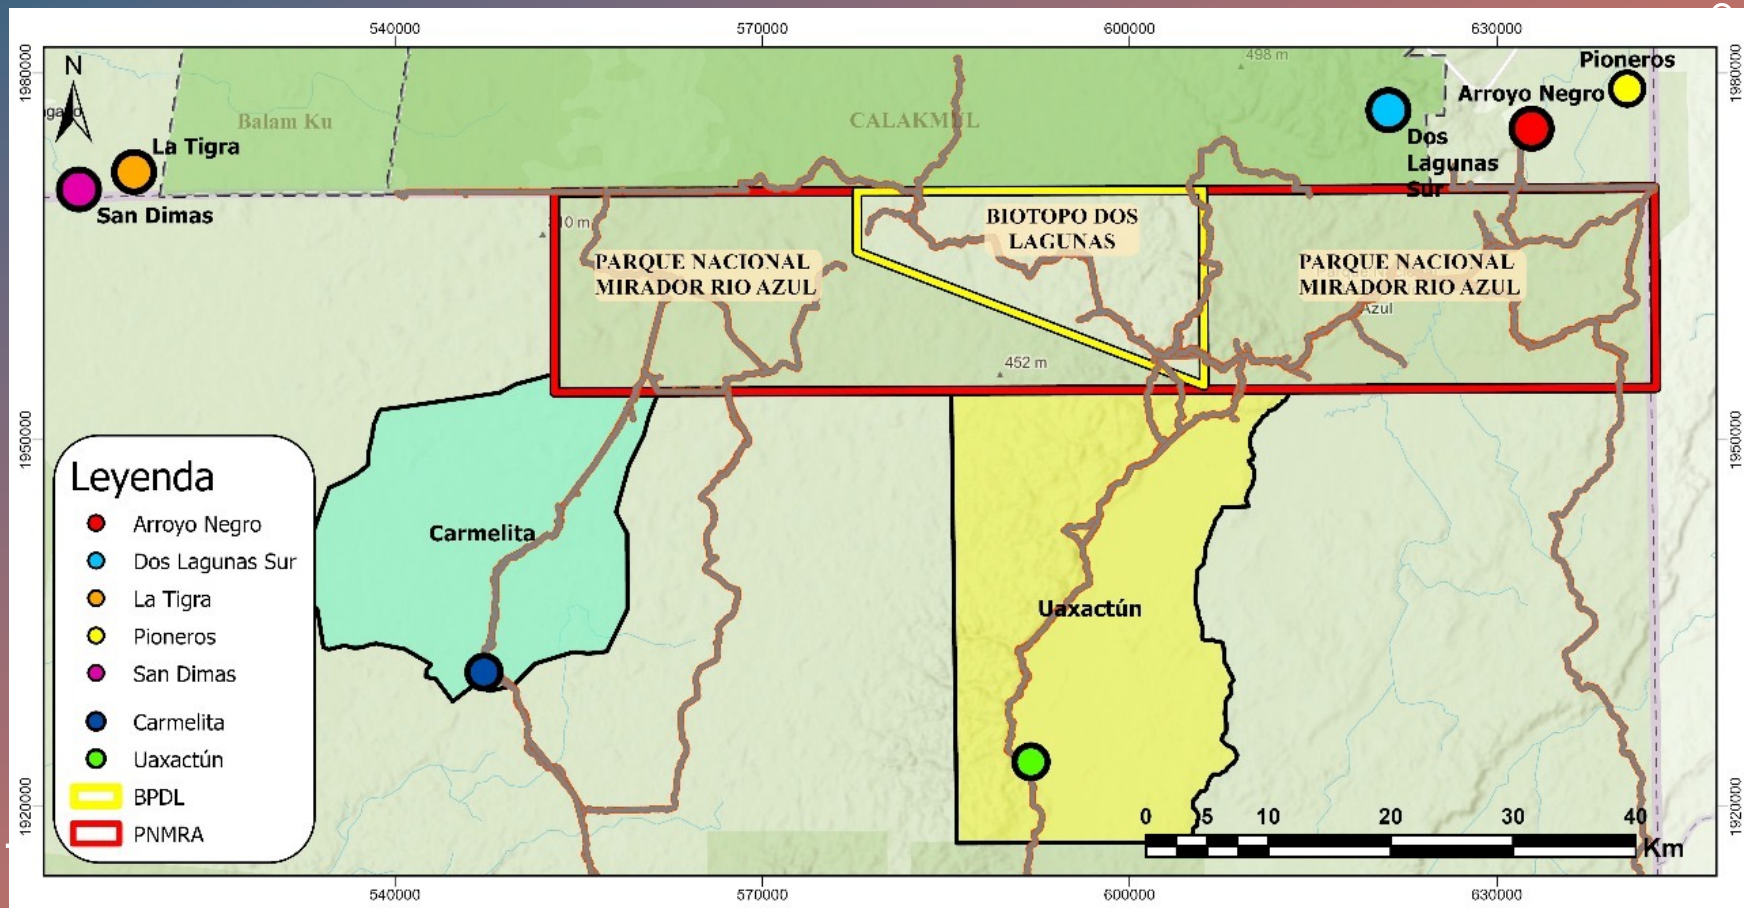 540000
570000
600000
630000
1980000
1980000
N
498 m
Pioneros
Arroyo Negro
Balam Ku
CALAKMUL
La Tigra
Dos
Lagunas
Sur
San Dimas
BIOTOPO DOS
LAGUNAS
PARQUE NACIONAL
MIRADOR RIO AZUL
PARQUE NACIONAL
MIRADOR RIO AZUL
Azul
452 m
1950000
1950000
Leyenda
Arroyo Negro
Dos Lagunas Sur
La Tigra
Pioneros
San Dimas
Carmelita
Uaxactún
BPDL
PNMRA
Carmelita
Uaxactún
1920000
1920000
0 5 10 20 30 40
Km
540000
570000
600000
630000